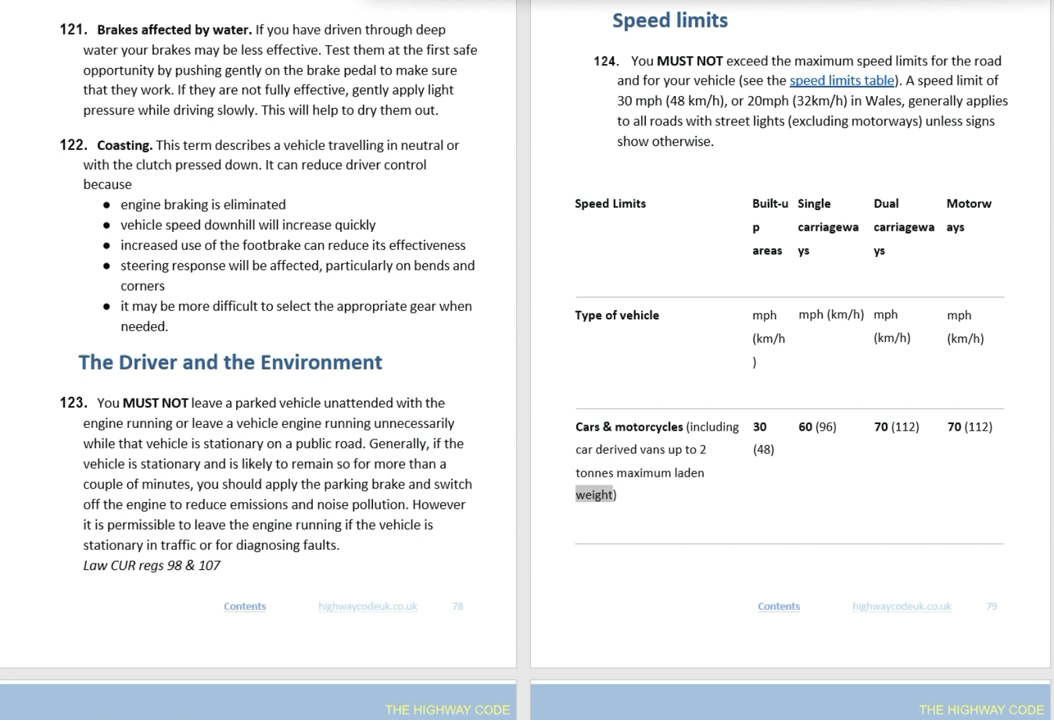 121. Brakes affected by water. If you have driven through deep
water your brakes may be less effective. Test them at the first safe
opportunity by pushing gently on the brake pedal to make sure
that they work. If they are not fully effective, gently apply light
pressure while driving slowly. This will help to dry them out.
122. Coasting. This term describes a vehicle travelling in neutral or
with the clutch pressed down. It can reduce driver control
because
● engine braking is eliminated
● vehicle speed downhill will increase quickly
● increased use of the footbrake can reduce its effectiveness
● steering response will be affected, particularly on bends and
corners
● it may be more difficult to select the appropriate gear when
needed.
The Driver and the Environment
123. You MUST NOT leave a parked vehicle unattended with the
engine running or leave a vehicle engine running unnecessarily
while that vehicle is stationary on a public road. Generally, if the
vehicle is stationary and is likely to remain so for more than a
couple of minutes, you should apply the parking brake and switch
off the engine to reduce emissions and noise pollution. However
it is permissible to leave the engine running if the vehicle is
stationary in traffic or for diagnosing faults.
Law CUR regs 98 & 107
Contents highwaycodeuk.co.uk 78
THE HIGHWAY CODE
Speed limits
124. You MUST NOT exceed the maximum speed limits for the road
and for your vehicle (see the speed limits table). A speed limit of
30 mph (48 km/h), or 20mph (32km/h) in Wales, generally applies
to all roads with street lights (excluding motorways) unless signs
show otherwise.
Speed Limits Built-u Single Dual Motorw
p carriagewa carriagewa ays
areas ys ys
Type of vehicle mph mph (km/h) mph mph
(km/h (km/h) (km/h)
)
Cars & motorcycles (including 30 60 (96) 70 (112) 70 (112)
car derived vans up to 2 (48)
tonnes maximum laden
weight)
Contents highwaycodeuk.co.uk 79
THE HIGHWAY CODE